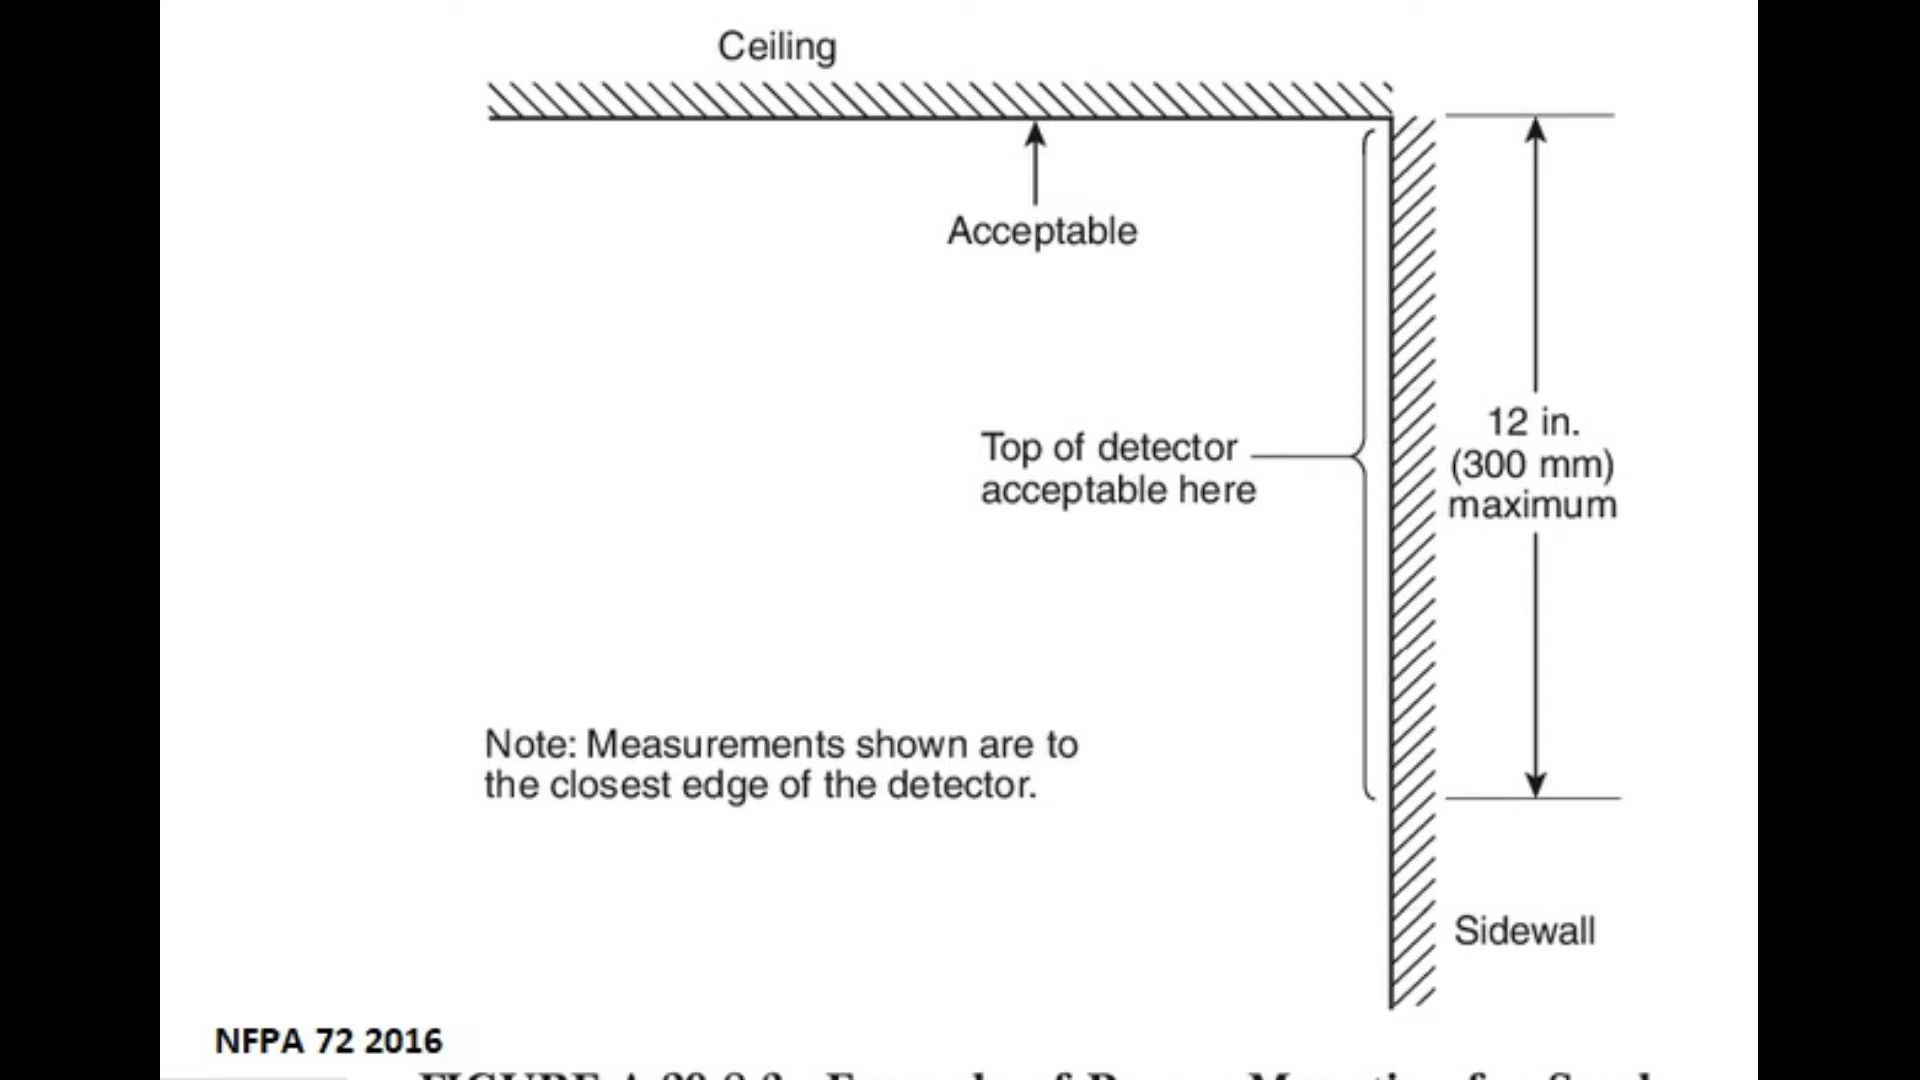 Ceiling
Acceptable
Top of detector
acceptable here
12 in.
(300 mm)
maximum
Note: Measurements shown are to
the closest edge of the detector.
Sidewall
NFPA 72 2016